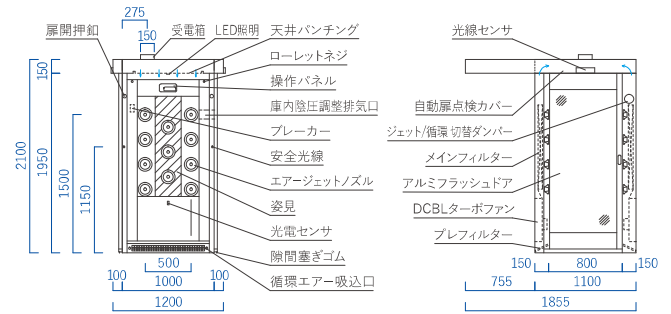 275
150
扉開押釦
受電箱
LED照明
天井パンチング
ローレットネジ
操作パネル
庫内陰圧調整排気口
ブレーカー
安全光線
エアージェットノズル
姿見
光電センサ
隙間塞ぎゴム
循環エアー吸込口
150
2100
1950
1500
1150
500
100
1000
100
1200
光線センサ
自動扉点検カバー
ジェット/循環 切替ダンパー
メインフィルター
アルミフラッシュドア
DCBLターボファン
プレフィルター
150
800
150
755
1100
1855